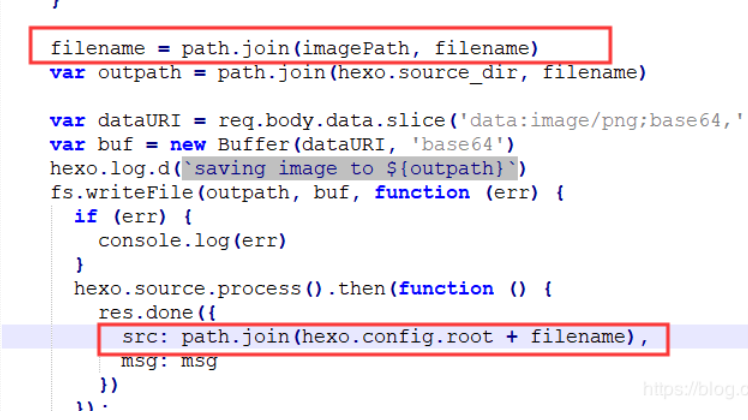 }
filename = path.join(imagePath, filename)
var outpath = path.join(hexo.source_dir, filename)
var dataURI = req.body.data.slice('data:image/png;base64,'
var buf = new Buffer(dataURI, 'base64')
hexo.log.d(`saving image to ${outpath}`)
fs.writeFile(outpath, buf, function (err) {
if (err) {
console.log(err)
}
hexo.source.process().then(function () {
res.done({
src: path.join(hexo.config.root + filename),
msg: msg
})
});
https://blog.c